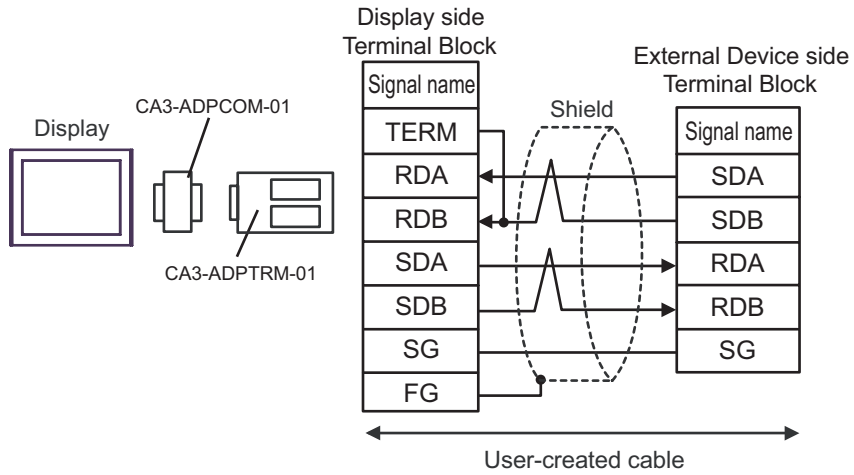 Display side
Terminal Block
External Device side
Terminal Block
CA3-ADPCOM-01
Display
CA3-ADPTRM-01
Signal name
TERM
RDA
RDB
SDA
SDB
SG
FG
Shield
Signal name
SDA
SDB
RDA
RDB
SG
User-created cable